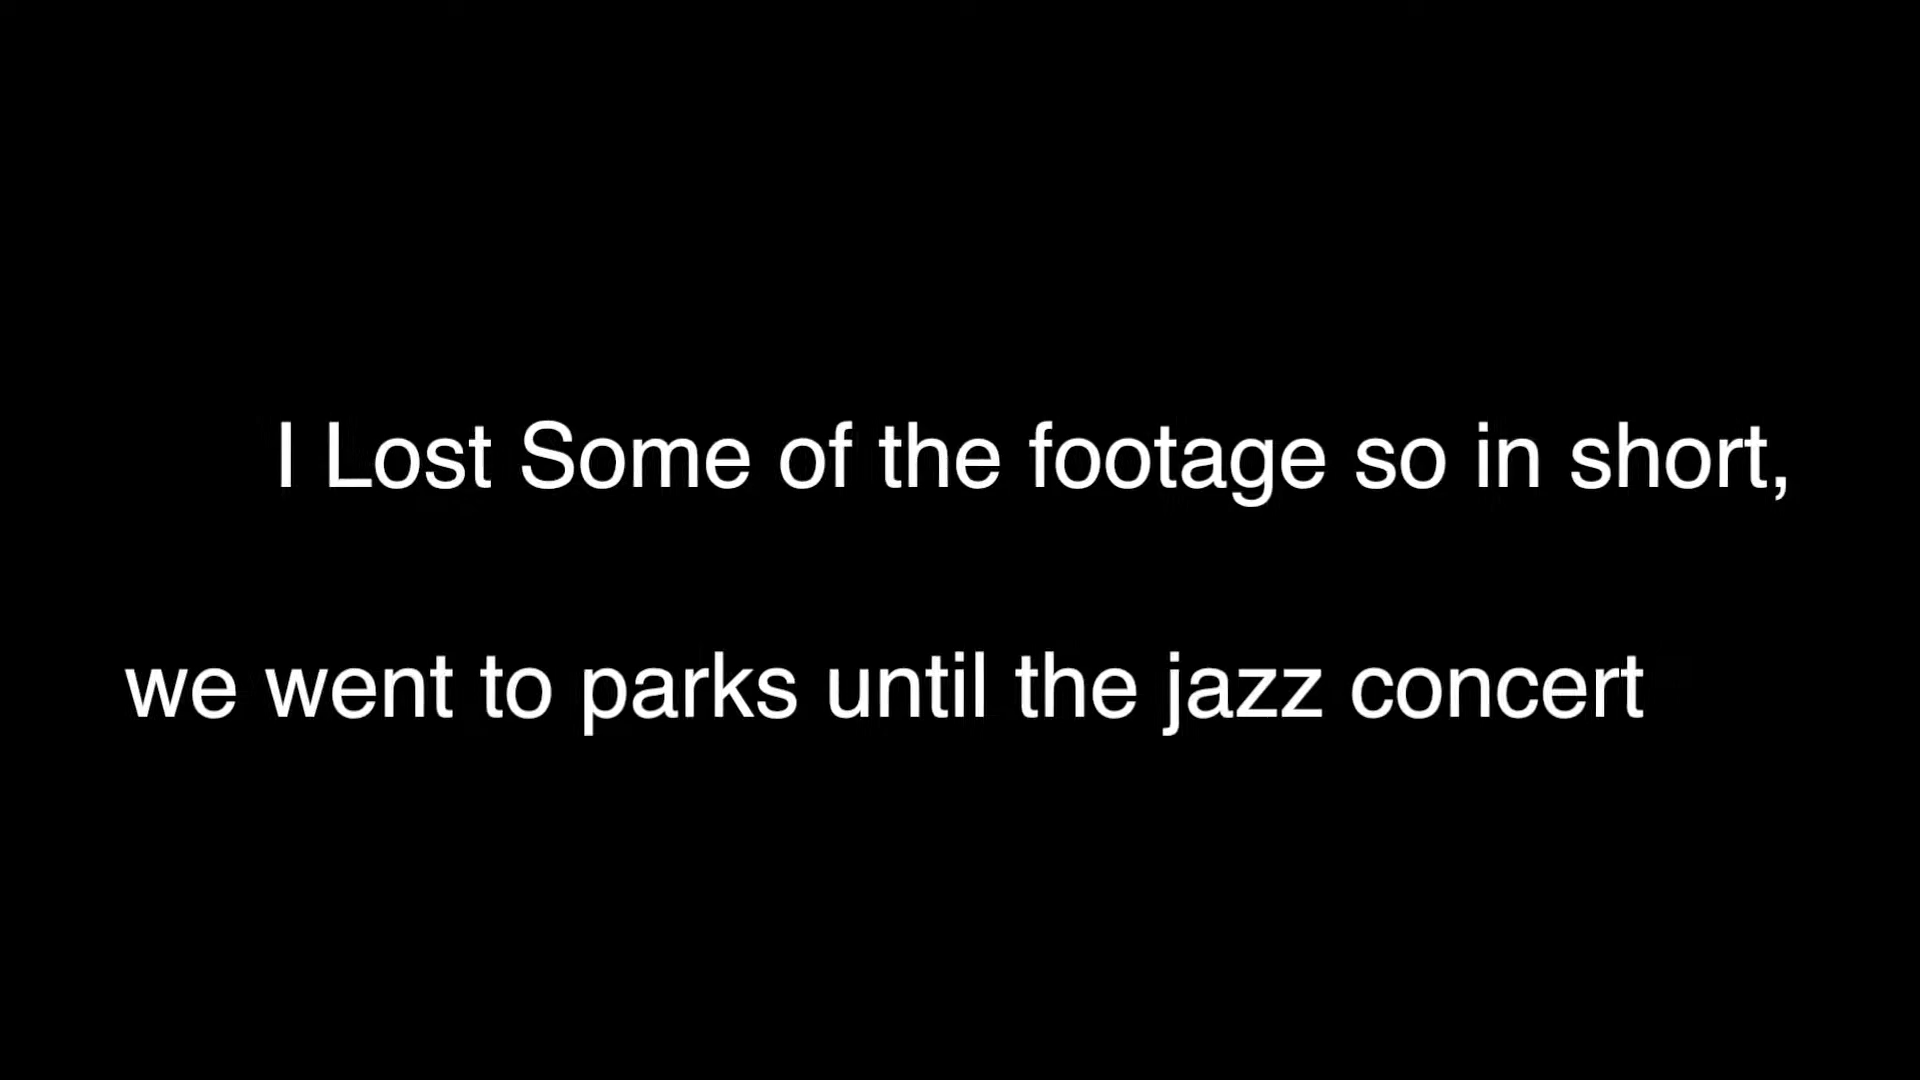 I Lost Some of the footage so in short,
we went to parks until the jazz concert